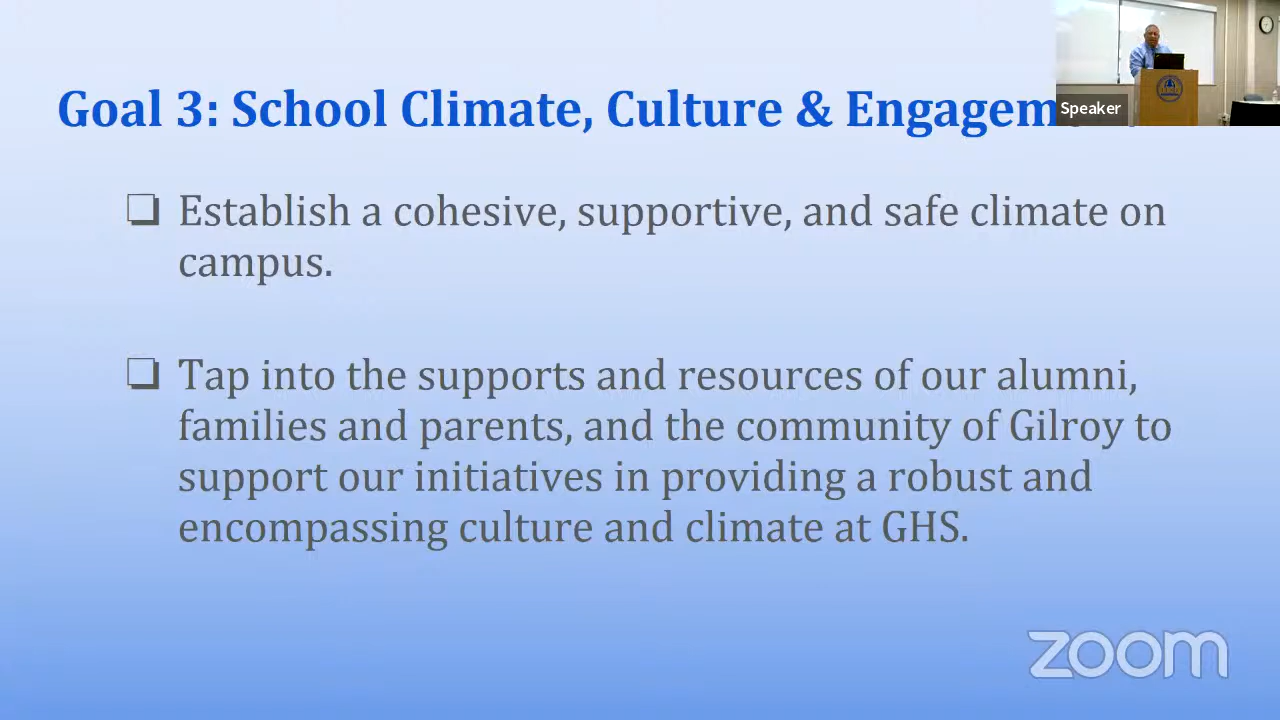 Goal 3: School Climate, Culture & Engagem
Speaker
❏ Establish a cohesive, supportive, and safe climate on
campus.
❏ Tap into the supports and resources of our alumni,
families and parents, and the community of Gilroy to
support our initiatives in providing a robust and
encompassing culture and climate at GHS.
zoom